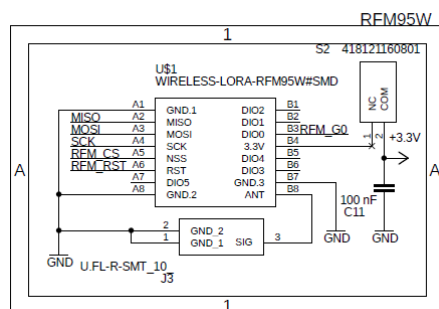 RFM95W
1
S2 418121160801
U$1
WIRELESS-LORA-RFM95W#SMD
NC
COM
1
2
+3.3V
A1 GND.1 DIO2 B1
MISO A2 MISO DIO1 B2
MOSI A3 MOSI DIO0 B3 RFM_G0
SCK A4 SCK 3.3V B4
RFM_CS A5 NSS DIO4 B5
RFM_RST A6 RST DIO3 B6
A7 DIO5 GND.3 B7
A8 GND.2 ANT B8
A
A
100 nF
C11
2 GND_2
1 GND_1 SIG 3
GND
GND
GND
U.FL-R-SMT_10_
J3
1